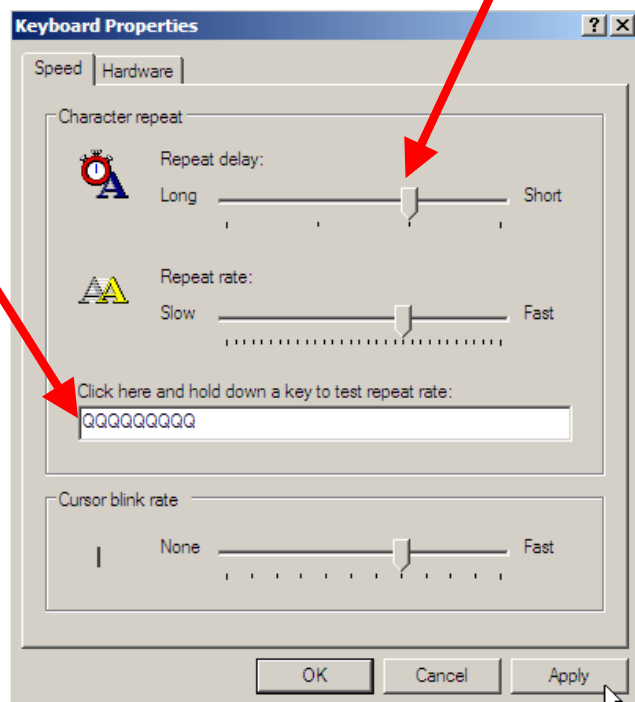 Keyboard Properties
Speed Hardware
Character repeat
Repeat delay:
Long Short
Repeat rate:
Slow Fast
Click here and hold down a key to test repeat rate:
QQQQQQQQQ
Cursor blink rate
None Fast
OK Cancel Apply